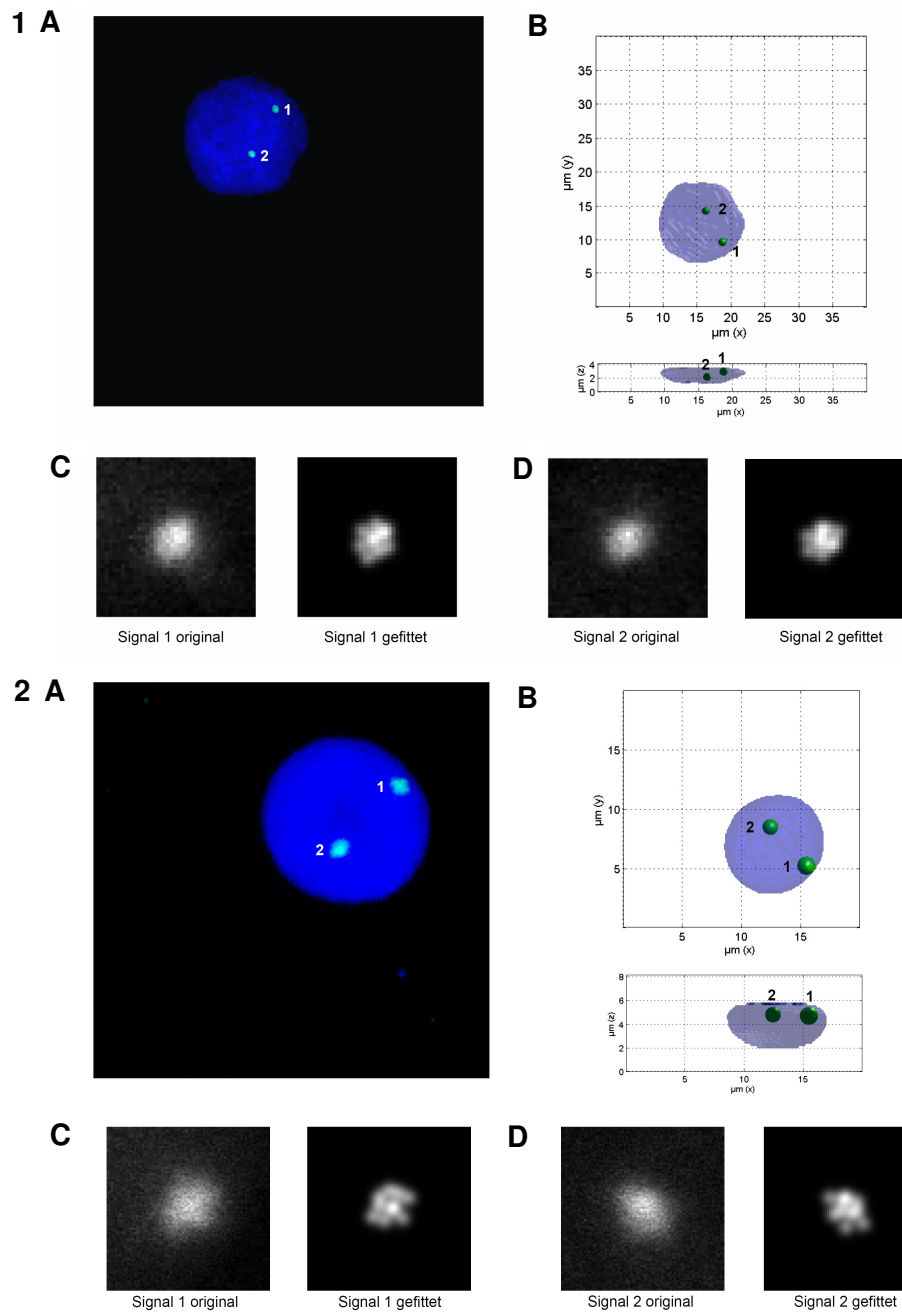 1 A
1
2
B
35
30
25
20
15
10
5
µm (y)
2
1
5 10 15 20 25 30 35
µm (x)
1
2
4
2
0
µm (z)
5 10 15 20 25 30 35
µm (x)
C
Signal 1 original
Signal 1 gefittet
D
Signal 2 original
Signal 2 gefittet
2 A
1
2
B
15
10
5
µm (y)
2
1
5 10 15
µm (x)
2 1
8
6
4
2
0
µm (z)
5 10 15
µm (x)
C
Signal 1 original
Signal 1 gefittet
D
Signal 2 original
Signal 2 gefittet